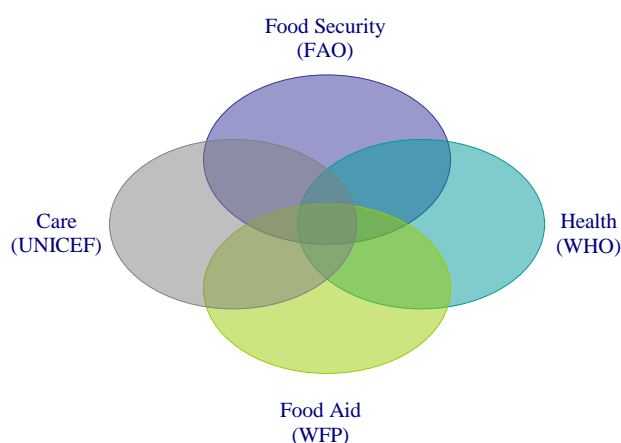 Food Security
(FAO)
Care
(UNICEF)
Health
(WHO)
Food Aid
(WFP)